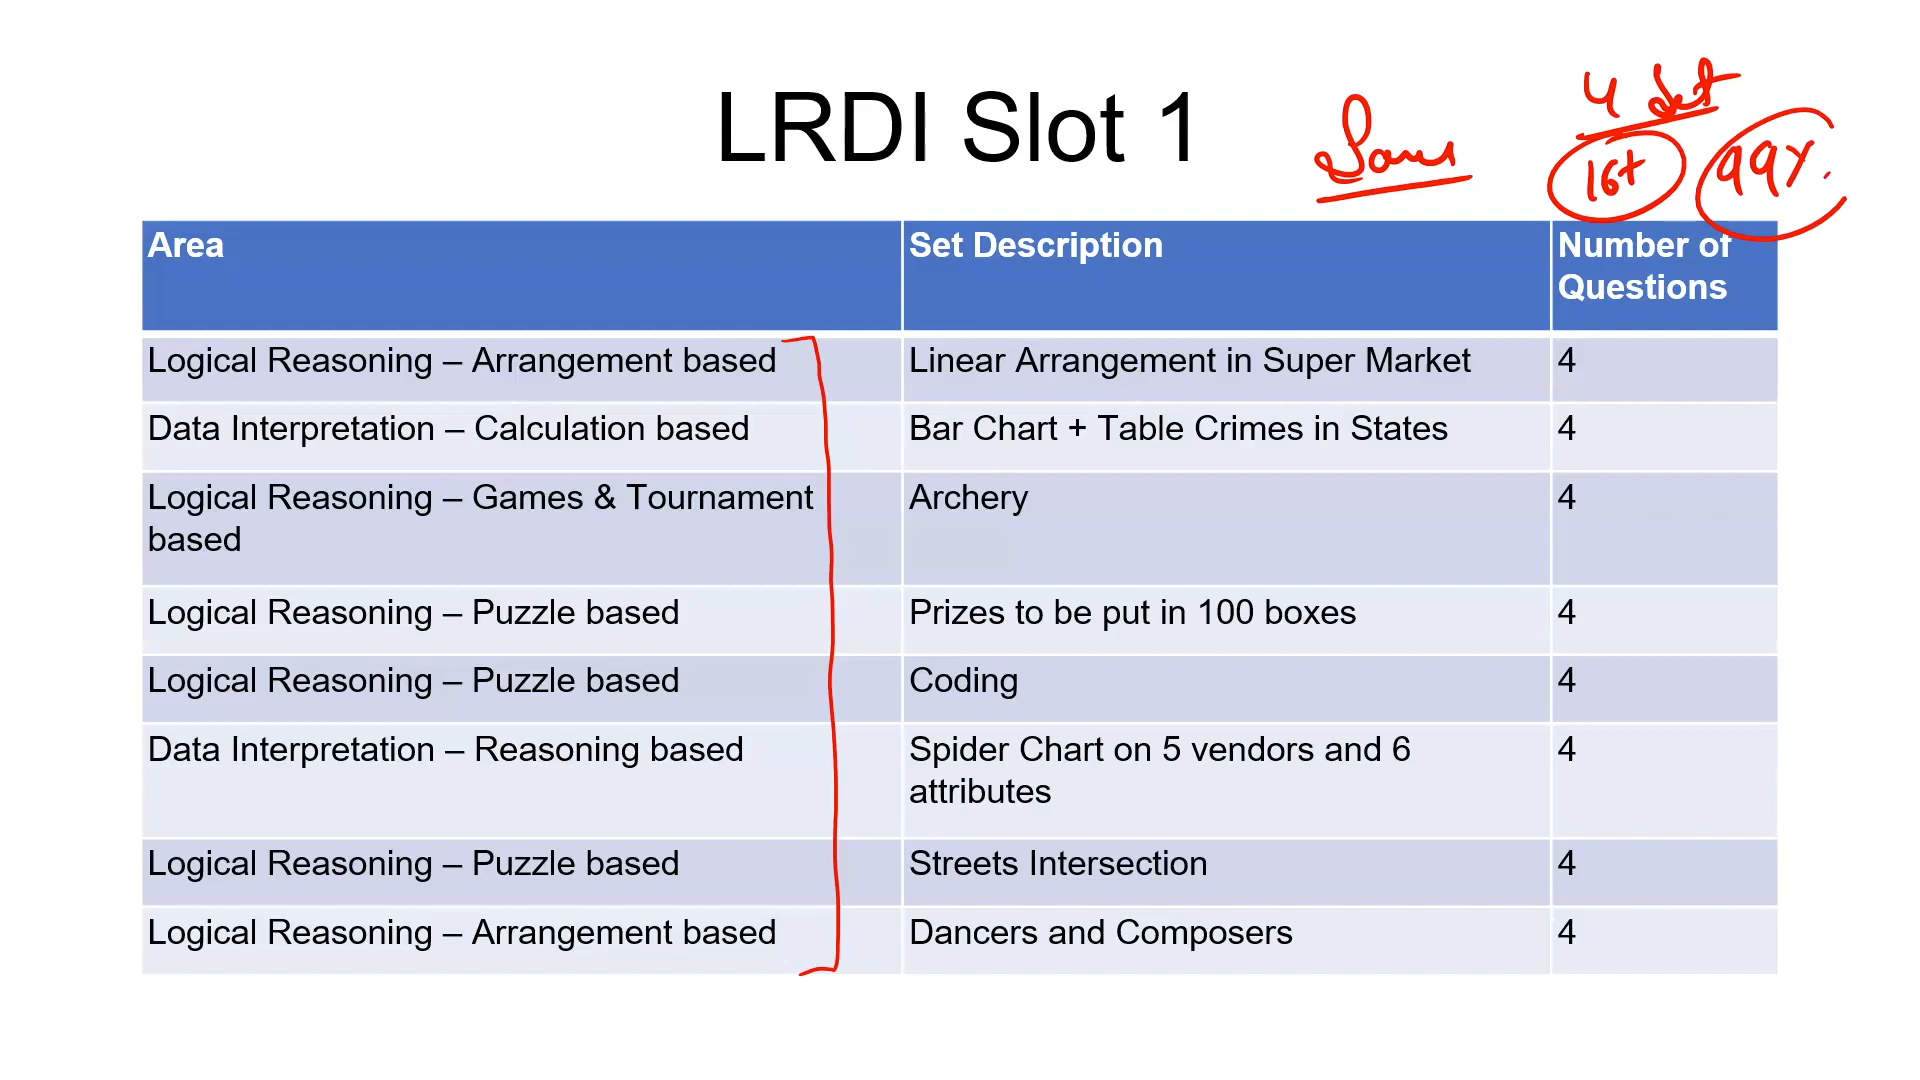 LRDI Slot 1
4 set
16+
99%
Area
Set Description
Number of
Questions
Logical Reasoning – Arrangement based
Linear Arrangement in Super Market
4
Data Interpretation – Calculation based
Bar Chart + Table Crimes in States
4
Logical Reasoning – Games & Tournament
based
Archery
4
Logical Reasoning – Puzzle based
Prizes to be put in 100 boxes
4
Logical Reasoning – Puzzle based
Coding
4
Data Interpretation – Reasoning based
Spider Chart on 5 vendors and 6
attributes
4
Logical Reasoning – Puzzle based
Streets Intersection
4
Logical Reasoning – Arrangement based
Dancers and Composers
4